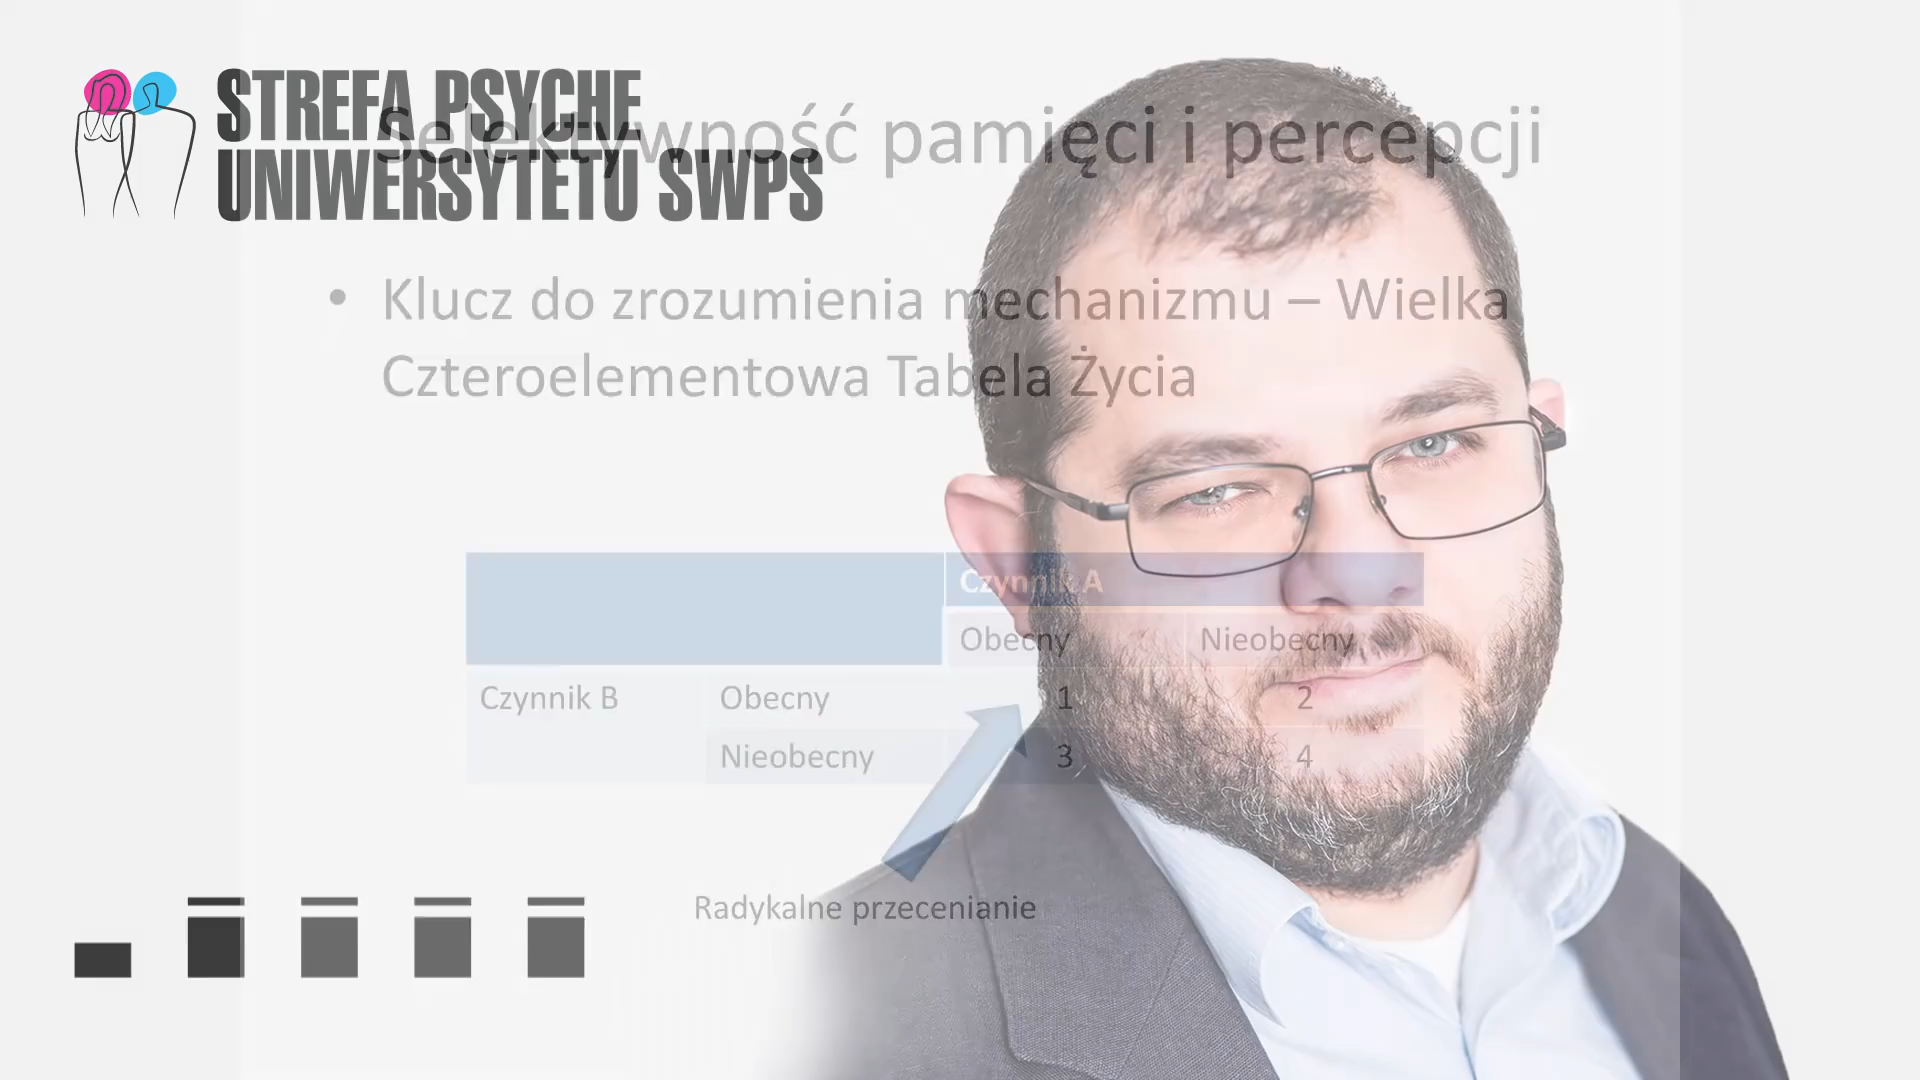 STREFA PSYCHE
UNIWERSYTETU SWPS
Selektywność pamięci i percepcji
• Klucz do zrozumienia mechanizmu – Wielka
Czteroelementowa Tabela Życia
Czynnik A
Obecny Nieobecny
Czynnik B Obecny 1 2
Nieobecny 3 4
Radykalne przecenianie